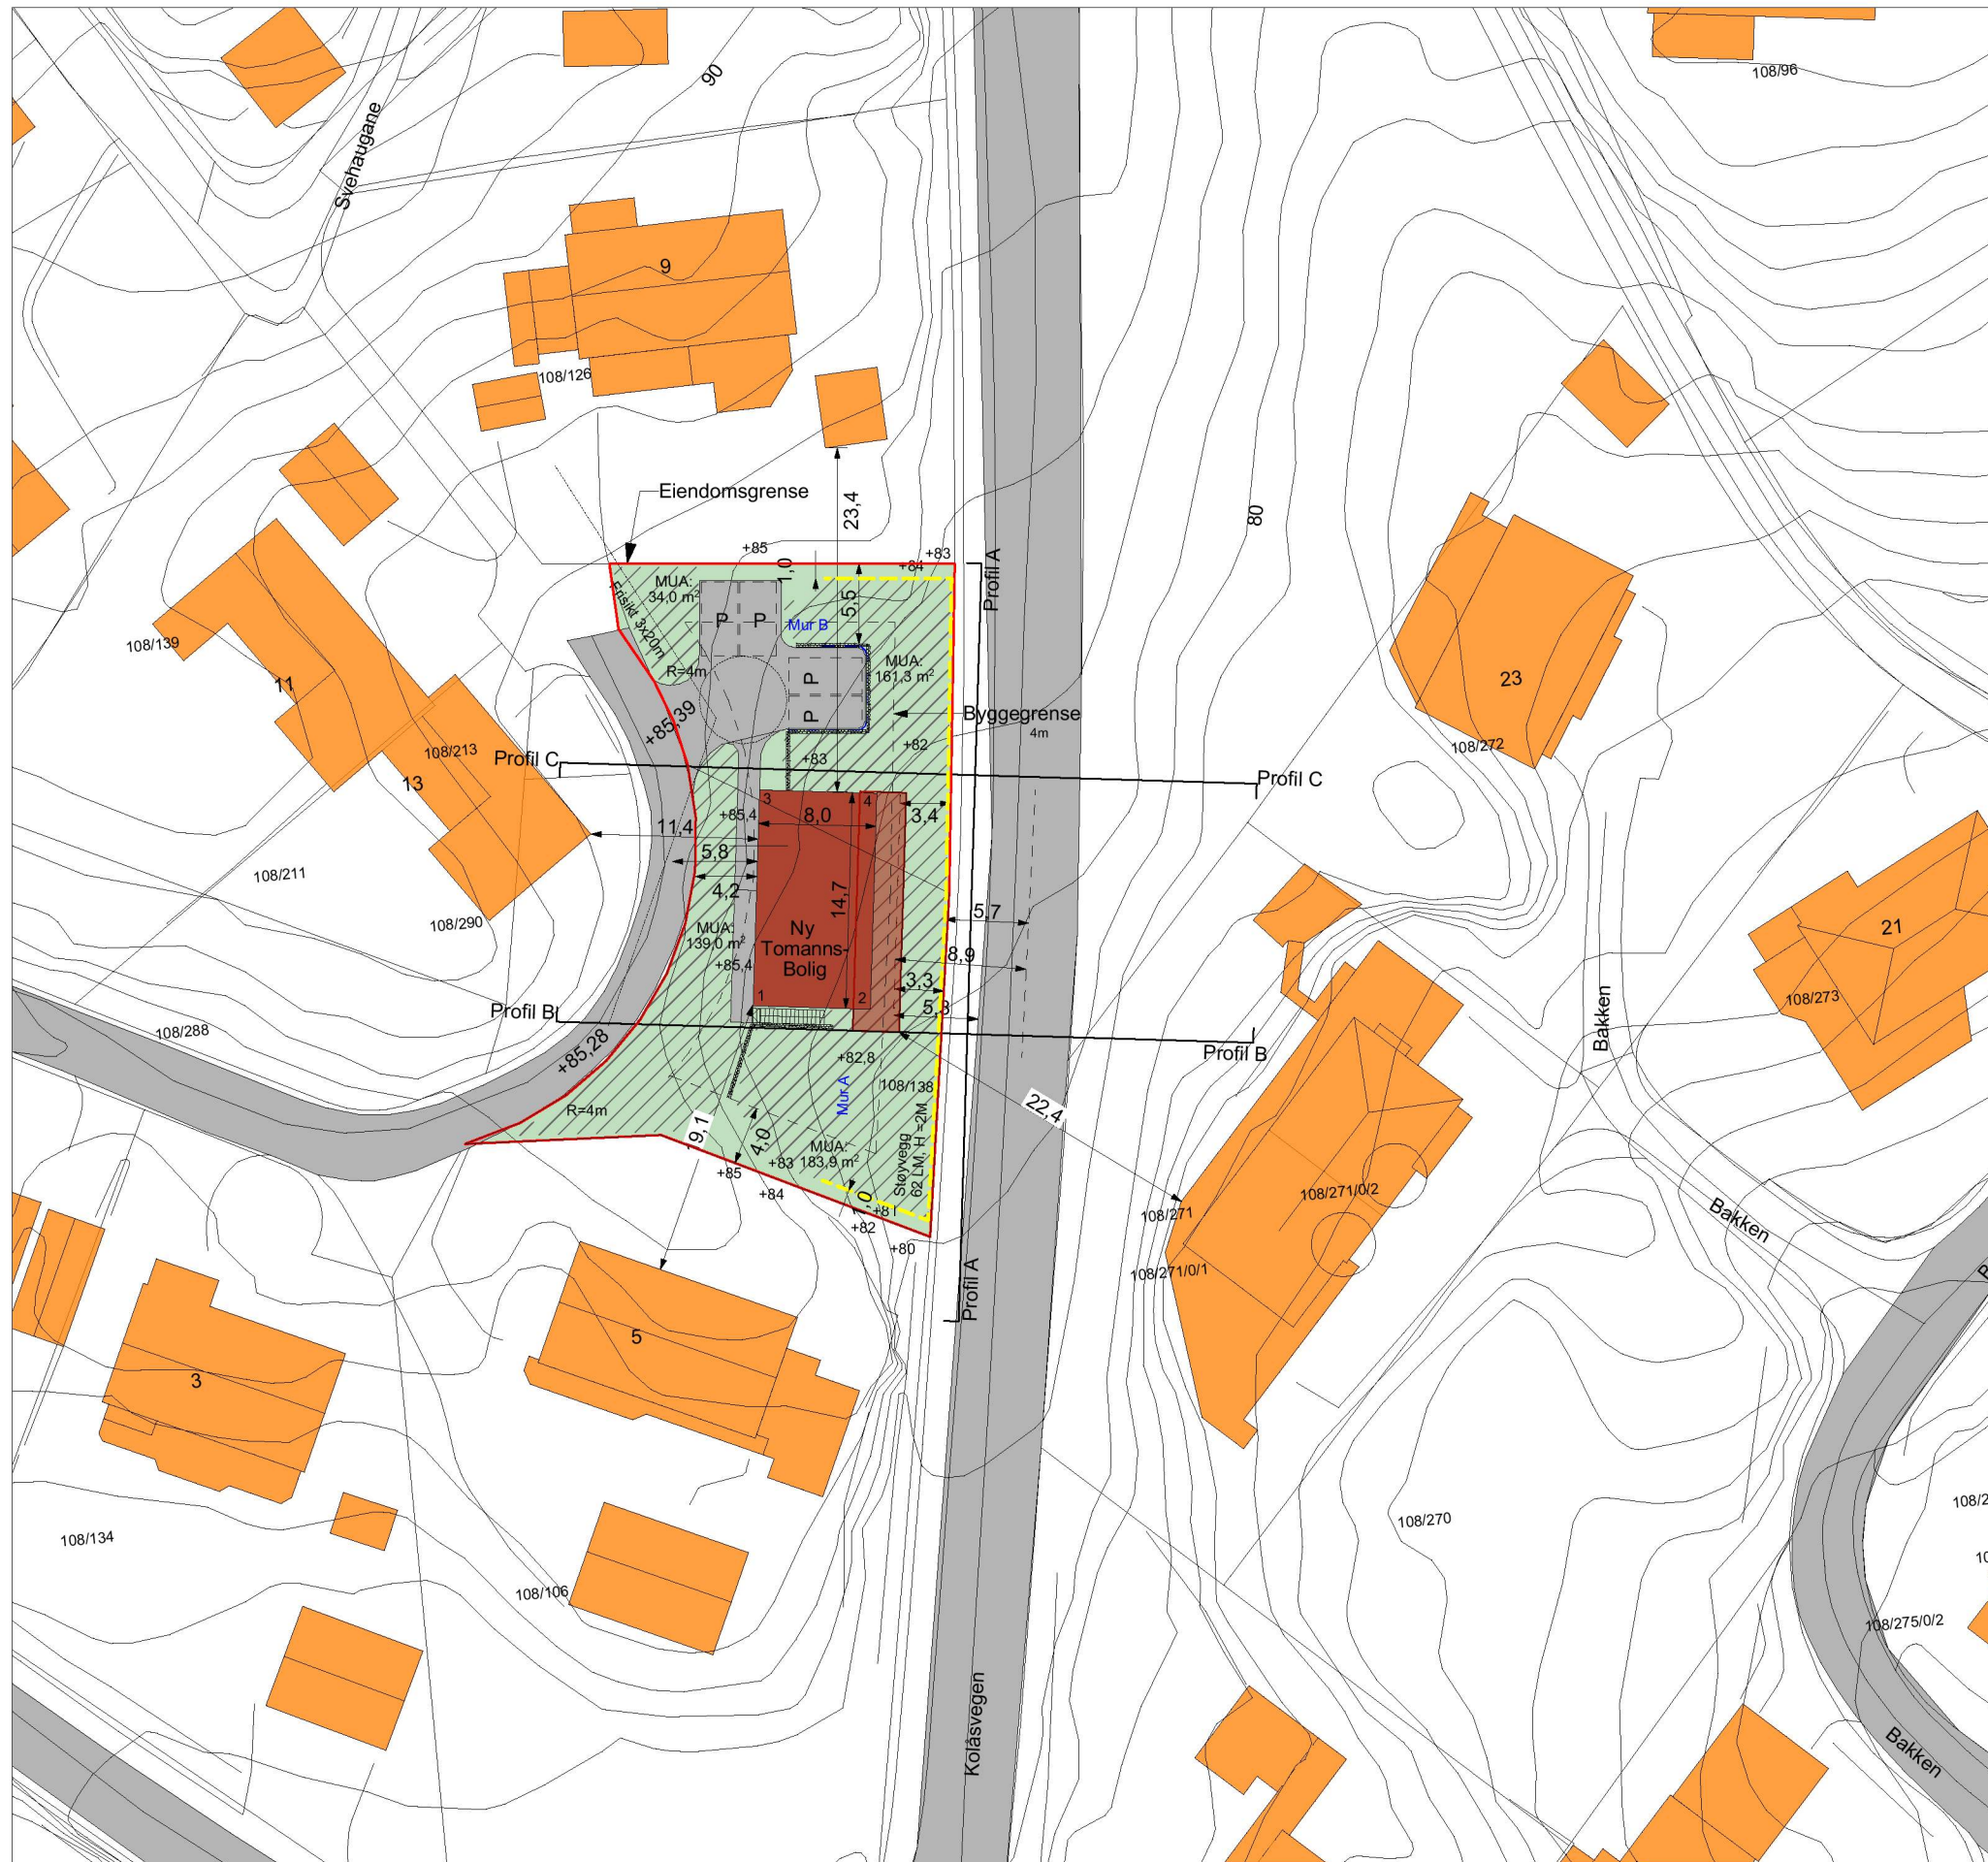 90
108/96
Svehaugane
9
108/126
80
Eiendomsgrense
23,4
+85
+83
+84
1,0
Profil A
MUA:
34,0 m²
Frisikt 3x20m
P
P
5,5
Mur B
108/139
11
R=4m
MUA:
161,3 m²
P
P
23
Byggegrense
4m
+85,39
108/213
13
+82
108/272
Profil C
+83
Profil C
3
4
+85,4
8,0
3,4
11,4
5,8
4,2
14,7
108/211
108/290
5,7
21
MUA:
139,0 m²
Ny
Tomanns-
Bolig
8,9
+85,4
3,3
1
2
5,3
108/273
Bakken
Profil B
108/288
+85,28
Profil B
+82,8
108/138
Mur A
R=4m
22,4
9,1
4,0
MUA:
183,9 m²
Støyvegg
62 LM, H =2M
+85
+83
+84
+81
+82
+80
108/271/0/2
108/271
108/271/0/1
Bakken
Profil A
5
3
108/134
108/106
108/270
108/275/0/2
Kolåsvegen
Bakken